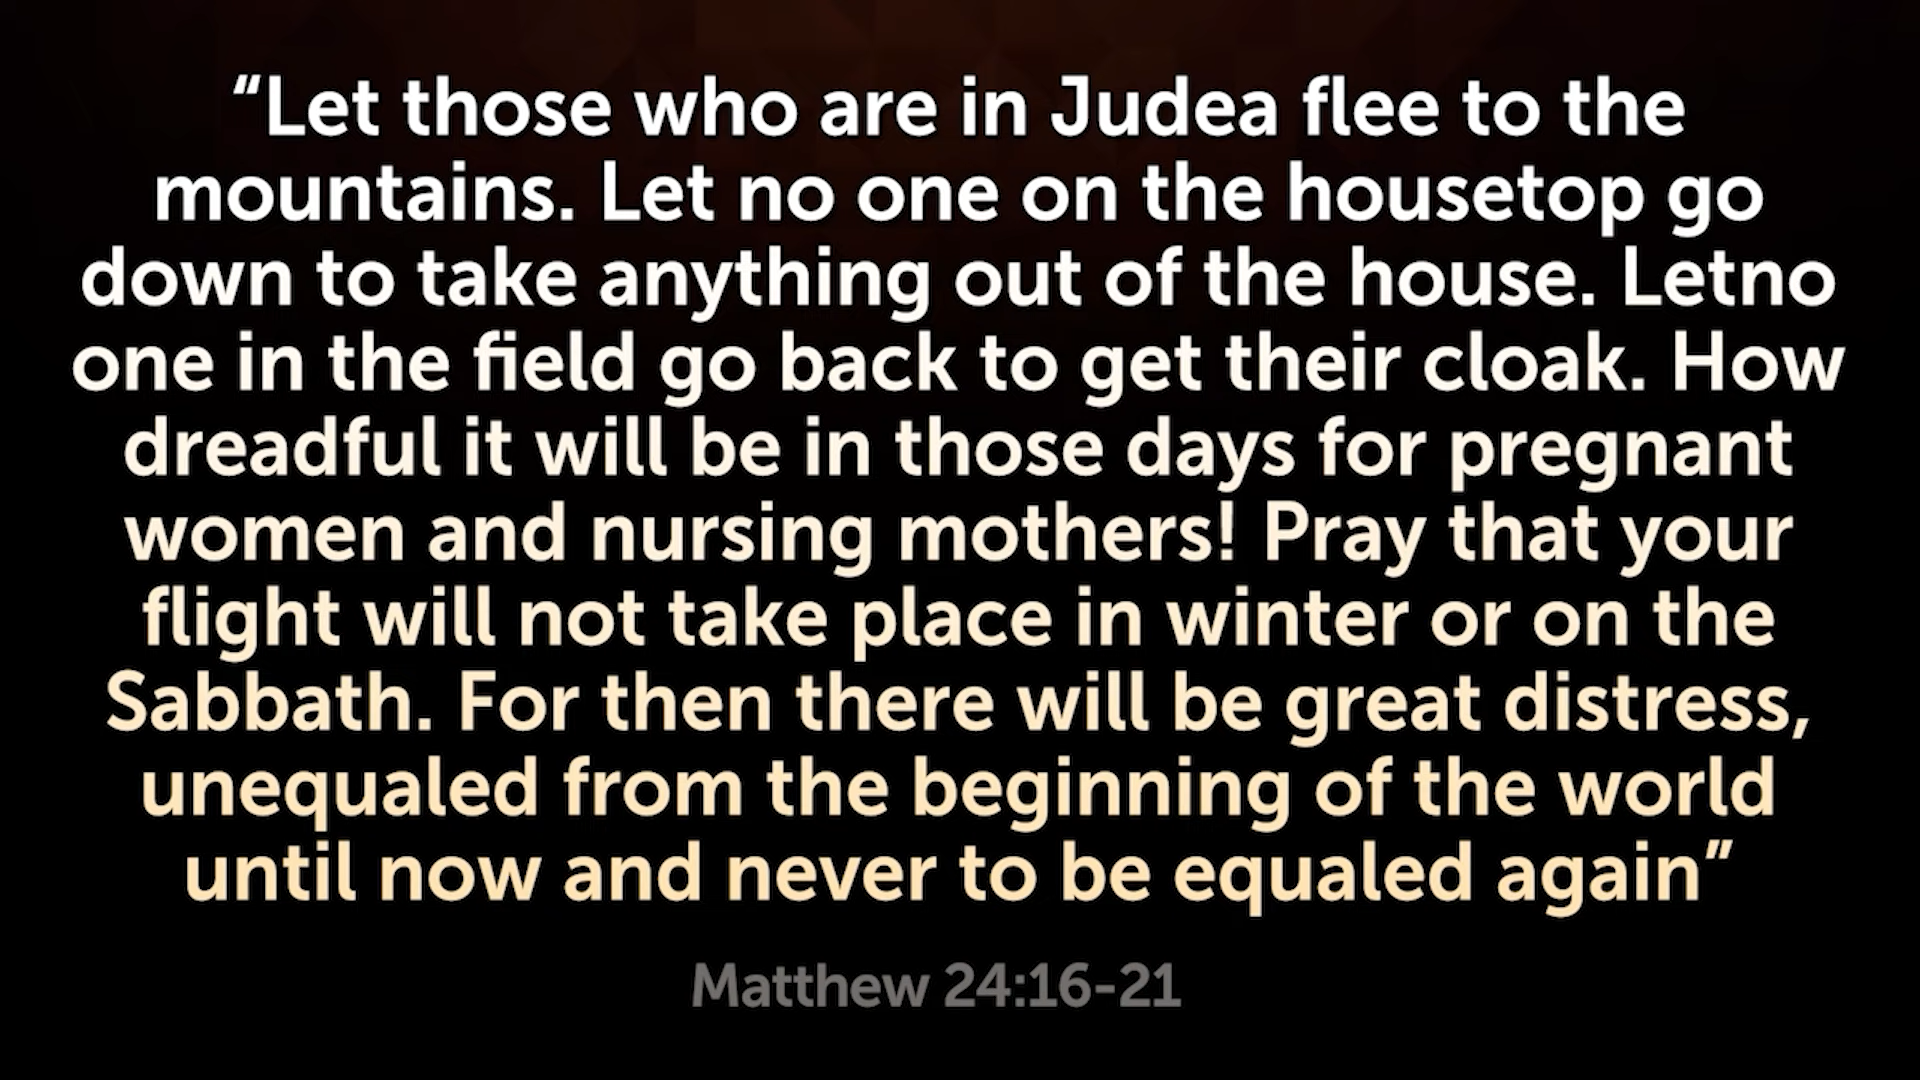 “Let those who are in Judea flee to the
mountains. Let no one on the housetop go
down to take anything out of the house. Letno
one in the field go back to get their cloak. How
dreadful it will be in those days for pregnant
women and nursing mothers! Pray that your
flight will not take place in winter or on the
Sabbath. For then there will be great distress,
unequaled from the beginning of the world
until now and never to be equaled again”
Matthew 24:16-21